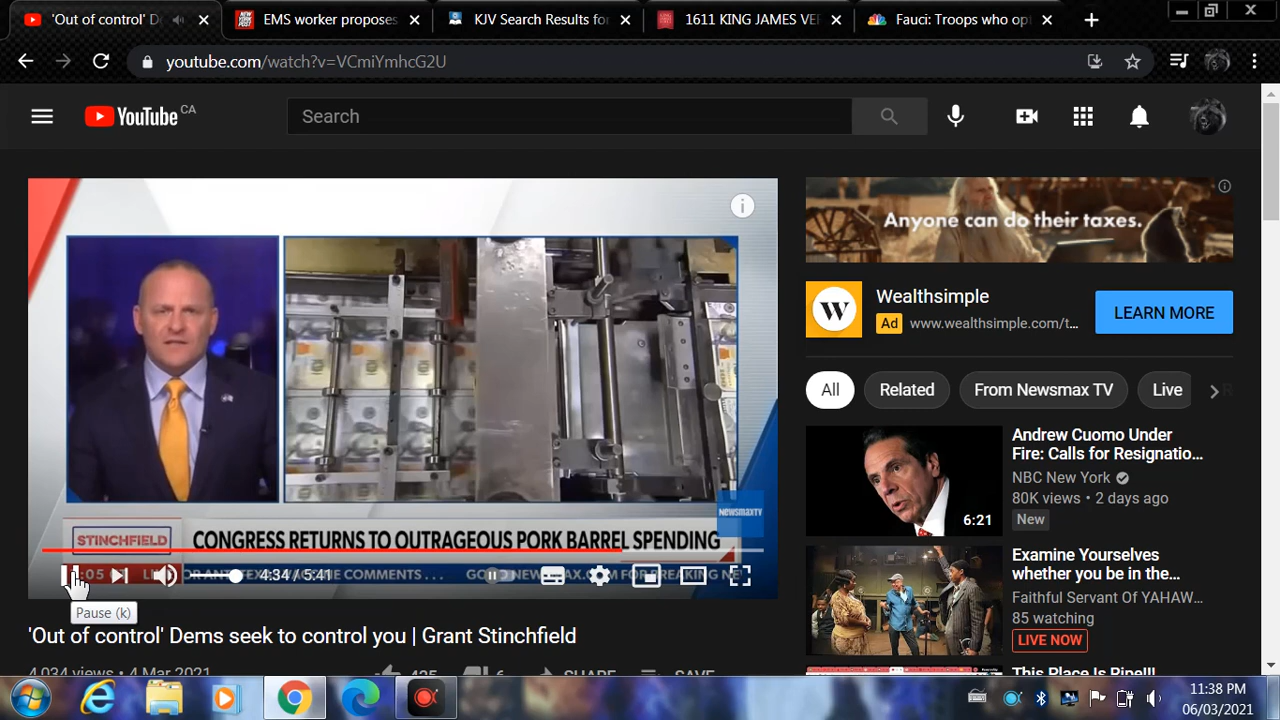 'Out of control' D
EMS worker proposes
KJV Search Results fo
1611 KING JAMES VE
Fauci: Troops who op
youtube.com/watch?v=VCmiYmhcG2U
YouTube CA
Search
STINCHFIELD
CONGRESS RETURNS TO OUTRAGEOUS PORK BARREL SPENDING
NEWSMAXTV
THE COMMENTS . . .
4:34 / 5:41
Pause (k)
'Out of control' Dems seek to control you | Grant Stinchfield
4,034 views • 4 Mar 2021
425
6
SHARE
SAVE
Anyone can do their taxes.
W
Wealthsimple
Ad www.wealthsimple.com/t...
LEARN MORE
All
Related
From Newsmax TV
Live
Andrew Cuomo Under
Fire: Calls for Resignatio...
NBC New York
80K views • 2 days ago
New
6:21
Examine Yourselves
whether you be in the...
Faithful Servant Of YAHAW...
85 watching
LIVE NOW
This Place Is Ripe!!!
11:38 PM
06/03/2021